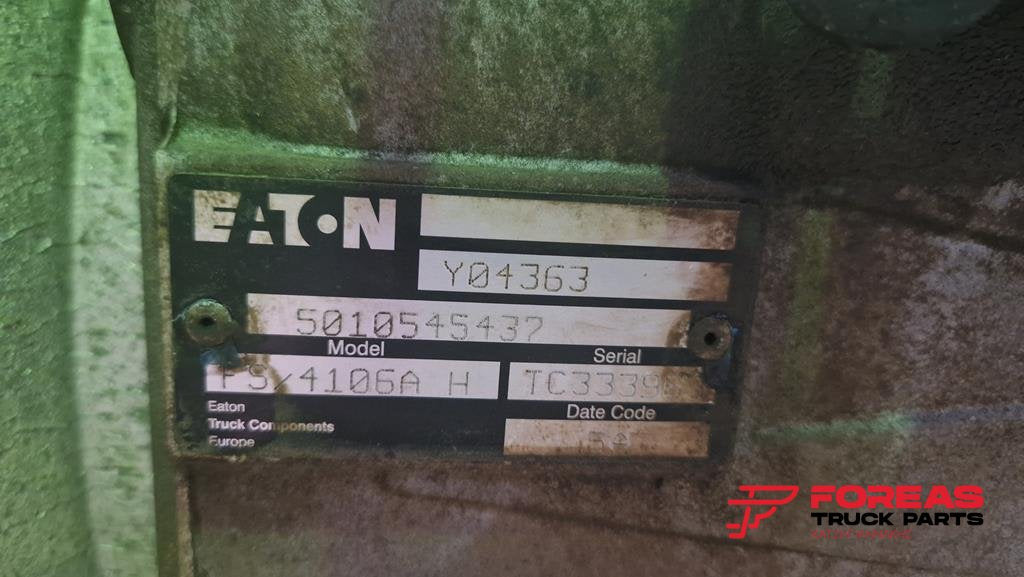 EATON
Y04363
5010545437
Model
Serial
FS/4106A H
Eaton
Date Code
Truck Components
Europe
FOREAS
TRUCK PARTS